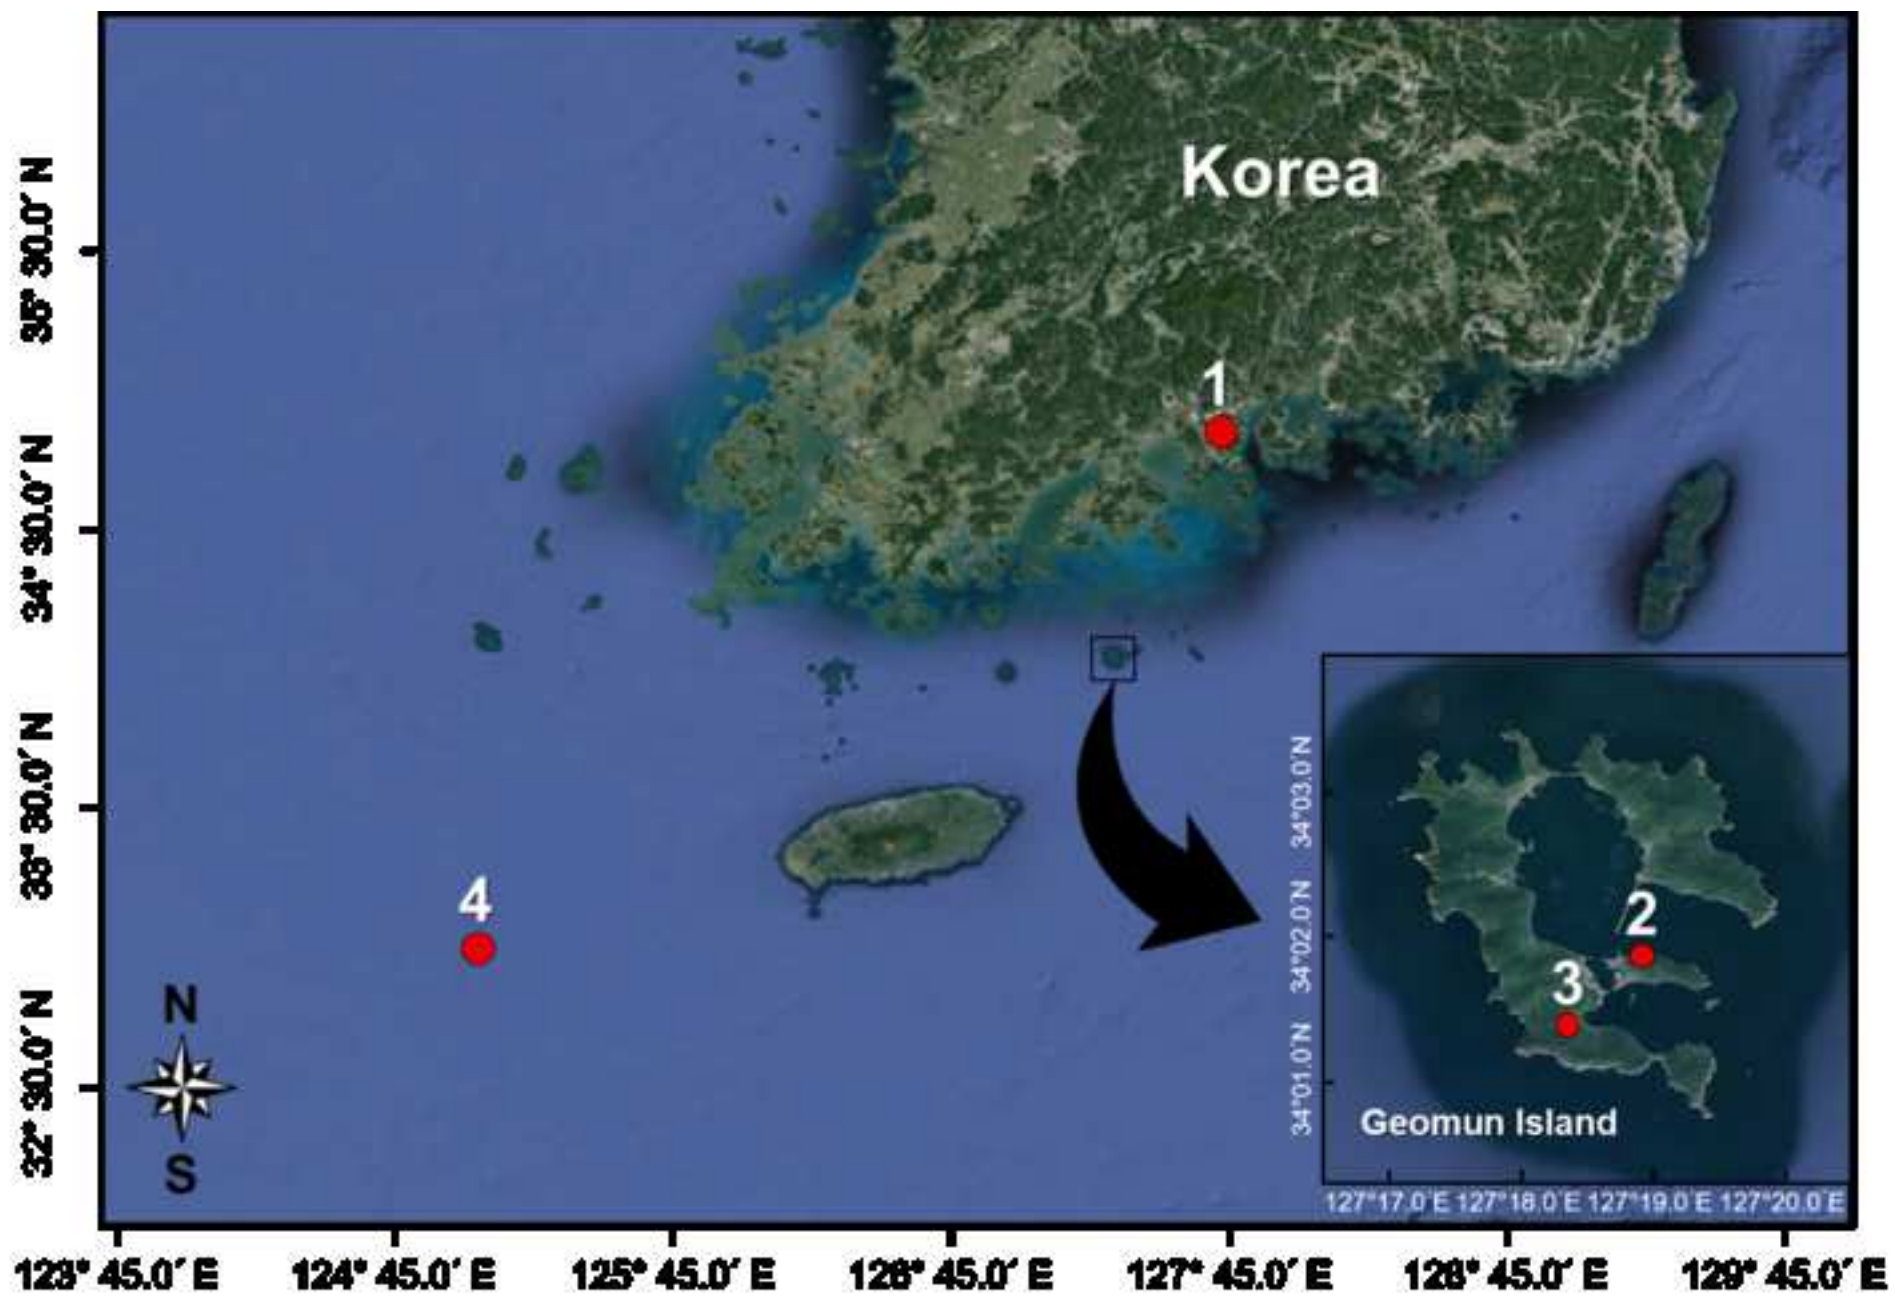 Korea
1
4
2
3
N
S
Geomun Island
35° 30.0′ N
34° 30.0′ N
33° 30.0′ N
32° 30.0′ N
34°03.0′N
34°02.0′N
34°01.0′N
127°17.0′E 127°18.0′E 127°19.0′E 127°20.0′E
123° 45.0′ E 124° 45.0′ E 125° 45.0′ E 126° 45.0′ E 127° 45.0′ E 128° 45.0′ E 129° 45.0′ E